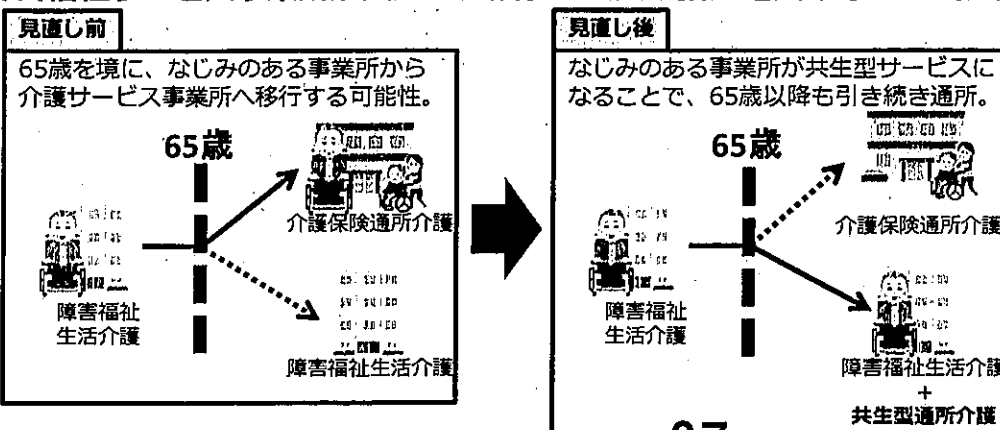 見直し前
65歳を境に、なじみのある事業所から
介護サービス事業所へ移行する可能性。
65歳
介護保険通所介護
障害福祉
生活介護
障害福祉生活介護
見直し後
なじみのある事業所が共生型サービスに
なることで、65歳以降も引き続き通所。
65歳
介護保険通所介護
障害福祉
生活介護
障害福祉生活介護
+
共生型通所介護